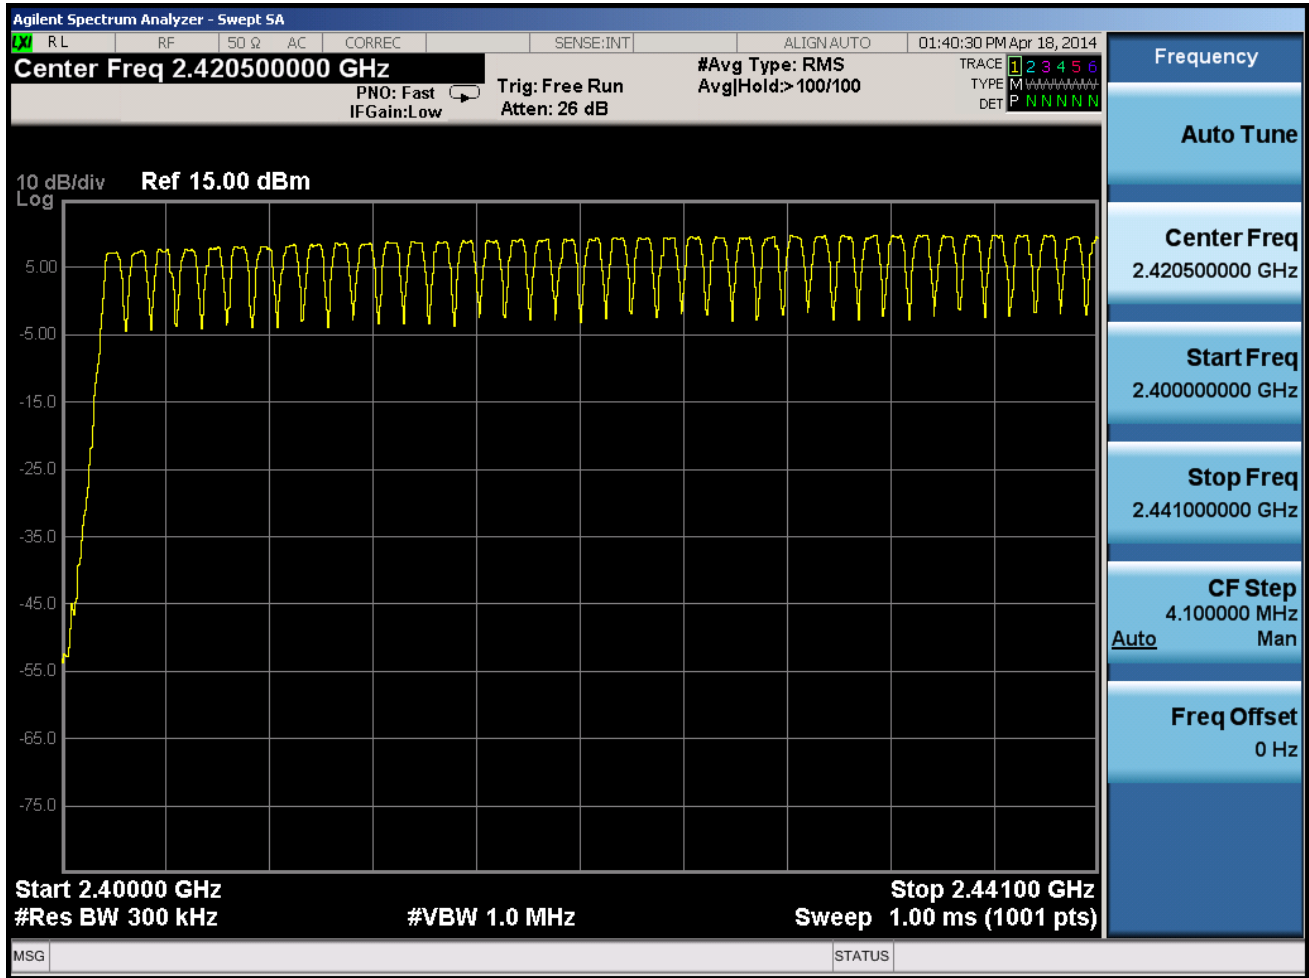 Agilent Spectrum Analyzer - Swept SA
LXI RL RF 50 Ω AC CORREC SENSE:INT ALIGN AUTO 01:40:30 PM Apr 18, 2014
Center Freq 2.420500000 GHz
PNO: Fast
IFGain:Low
Trig: Free Run
Atten: 26 dB
#Avg Type: RMS
Avg|Hold:>100/100
TRACE 1 2 3 4 5 6
TYPE MWWWWW
DET P N N N N N
10 dB/div Ref 15.00 dBm
Log
5.00
-5.00
-15.0
-25.0
-35.0
-45.0
-55.0
-65.0
-75.0
Start 2.40000 GHz Stop 2.44100 GHz
#Res BW 300 kHz #VBW 1.0 MHz Sweep 1.00 ms (1001 pts)
MSG STATUS
Frequency
Auto Tune
Center Freq
2.420500000 GHz
Start Freq
2.400000000 GHz
Stop Freq
2.441000000 GHz
CF Step
4.100000 MHz
Auto Man
Freq Offset
0 Hz